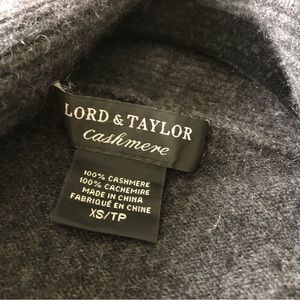 LORD & TAYLOR
cashmere
100% CASHMERE
100% CACHEMIRE
MADE IN CHINA
FABRIQUÉ EN CHINE
XS/TP